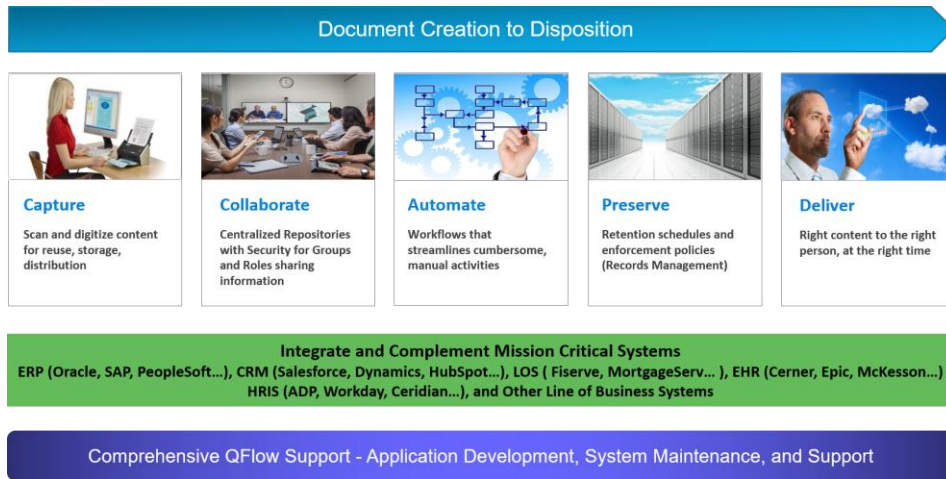 Document Creation to Disposition
Capture
Scan and digitize content
for reuse, storage,
distribution
Collaborate
Centralized Repositories
with Security for Groups
and Roles sharing
information
Automate
Workflows that
streamlines cumbersome,
manual activities
Preserve
Retention schedules and
enforcement policies
(Records Management)
Deliver
Right content to the right
person, at the right time
Integrate and Complement Mission Critical Systems
ERP (Oracle, SAP, PeopleSoft...), CRM (Salesforce, Dynamics, HubSpot...), LOS ( Fiserve, MortgageServ... ), EHR (Cerner, Epic, McKesson...)
HRIS (ADP, Workday, Ceridian...), and Other Line of Business Systems
Comprehensive QFlow Support - Application Development, System Maintenance, and Support